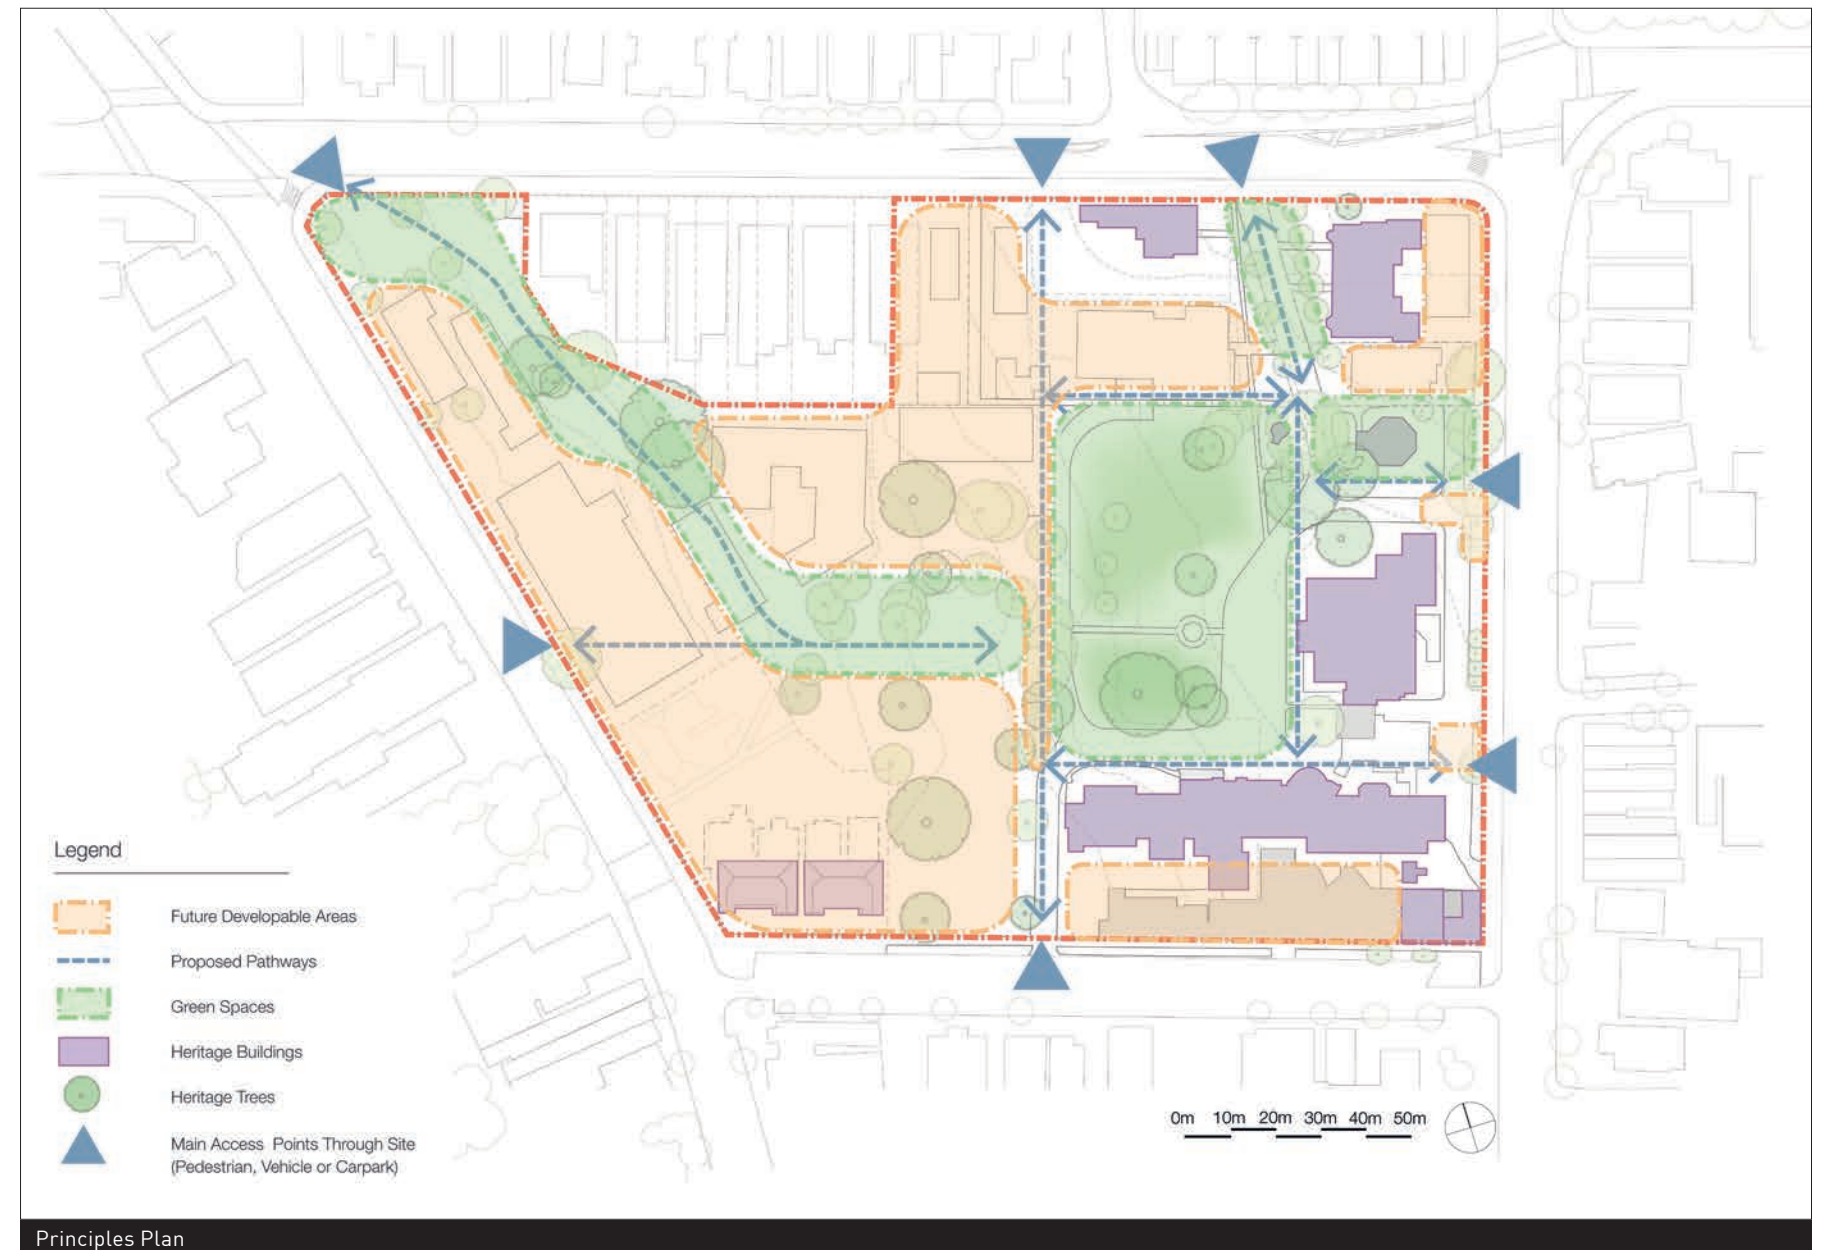 Legend
Future Developable Areas
Proposed Pathways
Green Spaces
Heritage Buildings
Heritage Trees
Main Access Points Through Site
(Pedestrian, Vehicle or Carpark)
0m 10m 20m 30m 40m 50m
Principles Plan